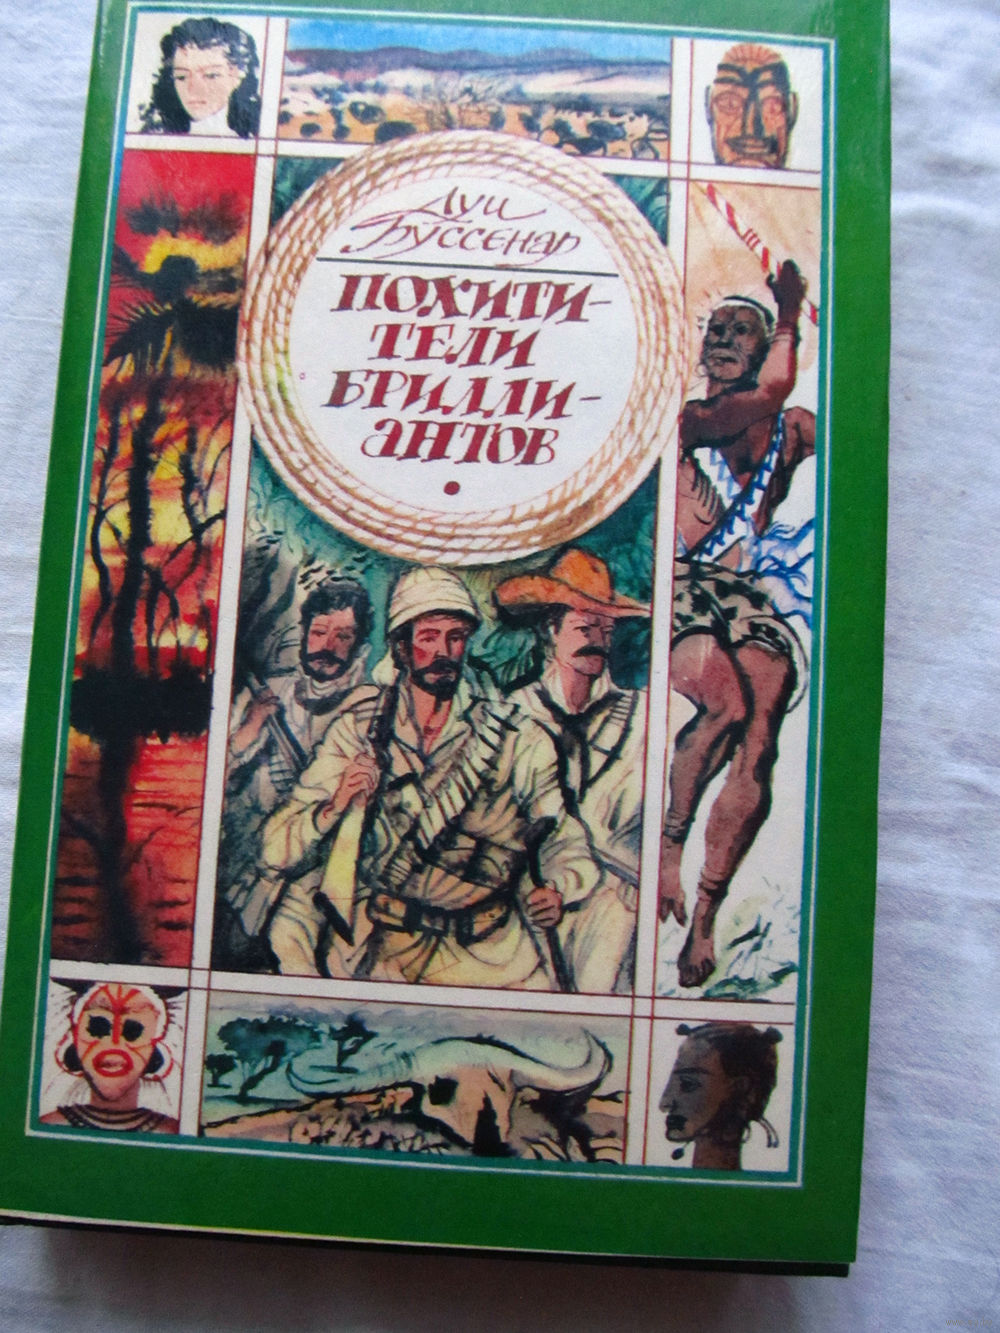 Луи
Буссенар
ПОХИТИ-
ТЕЛИ
БРИЛЛИ-
АНТОВ